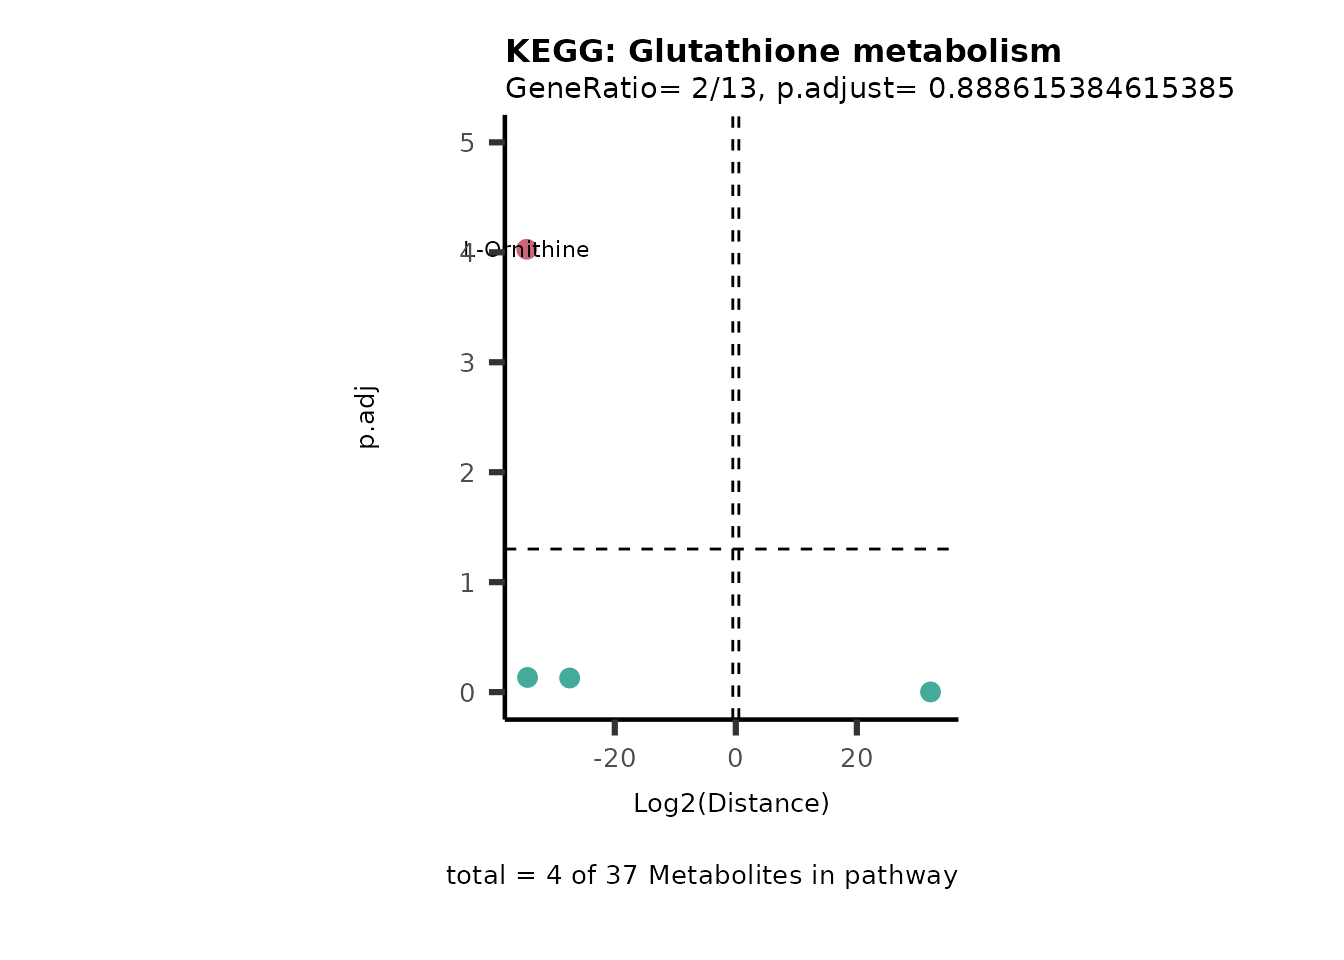 KEGG: Glutathione metabolism
GeneRatio= 2/13, p.adjust= 0.888615384615385
5
4
L-Ornithine
3
p.adj
2
1
0
-20 0 20
Log2(Distance)
total = 4 of 37 Metabolites in pathway